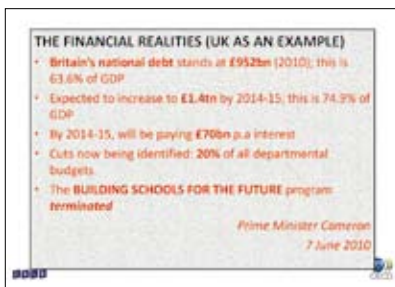 THE FINANCIAL REALITIES (UK AS AN EXAMPLE)
• Britain's national debt stands at £952bn (2010); this is
63.6% of GDP
• Expected to increase to £1.4tn by 2014-15; this is 74.9% of
GDP
• By 2014-15, will be paying £70bn p.a interest
• Cuts now being identified: 20% of all departmental
budgets
• The BUILDING SCHOOLS FOR THE FUTURE program
terminated
Prime Minister Cameron
7 June 2010
OECD